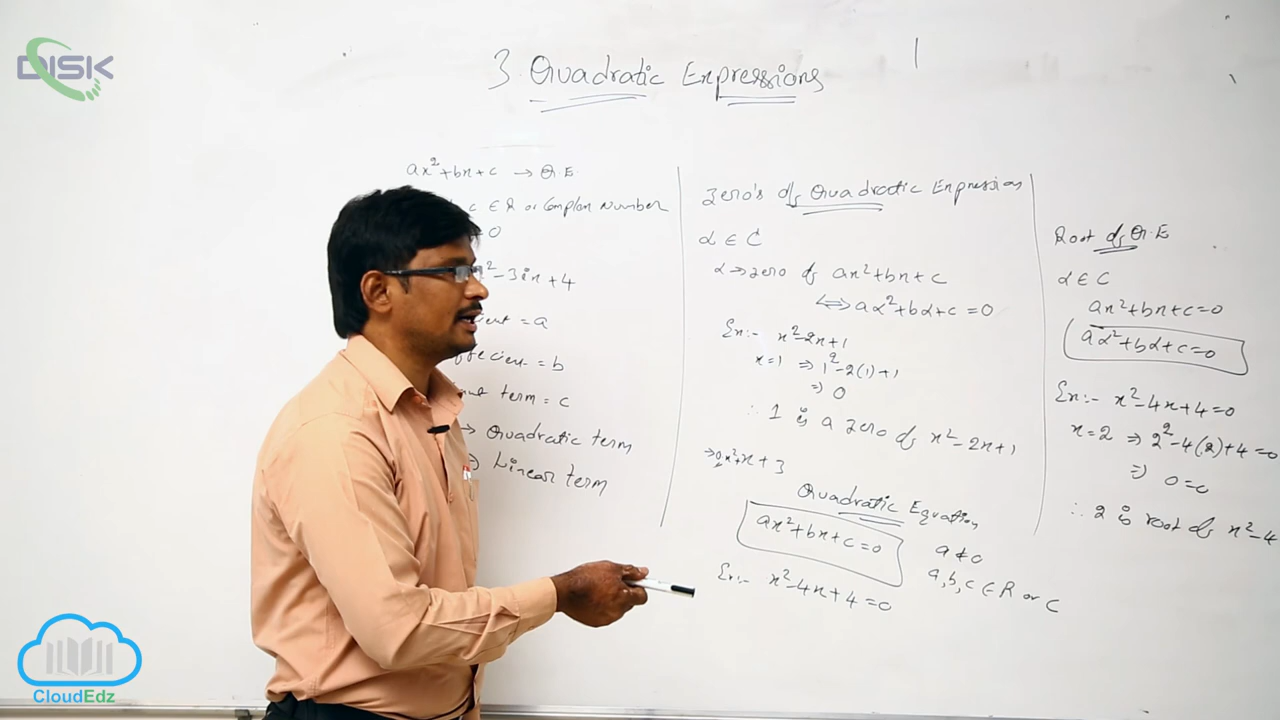 DISK
3. Quadratic Expressions
ax²+bx+c → Q.E
c ∈ R or Complex Number
0
x²-3ix+4
= a
= b
term = c
→ Quadratic term
⇒ Linear term
Zero's of Quadratic Expression
α ∈ C
α → zero of ax²+bx+c
⟺ aα²+bα+c = 0
Ex:- x²-2x+1
x=1 ⇒ 1²-2(1)+1
⇒ 0
∴ 1 is a zero of x²-2x+1
→0x²+x+3
Quadratic Equation
ax²+bx+c=0
a≠0
a,b,c ∈ R or C
Ex:- x²-4x+4=0
Root of Q.E
α ∈ C
ax²+bx+c=0
aα²+bα+c=0
Ex:- x²-4x+4=0
x=2 ⇒ 2²-4(2)+4=0
⇒ 0=0
∴ 2 is root of x²-4
CloudEdz